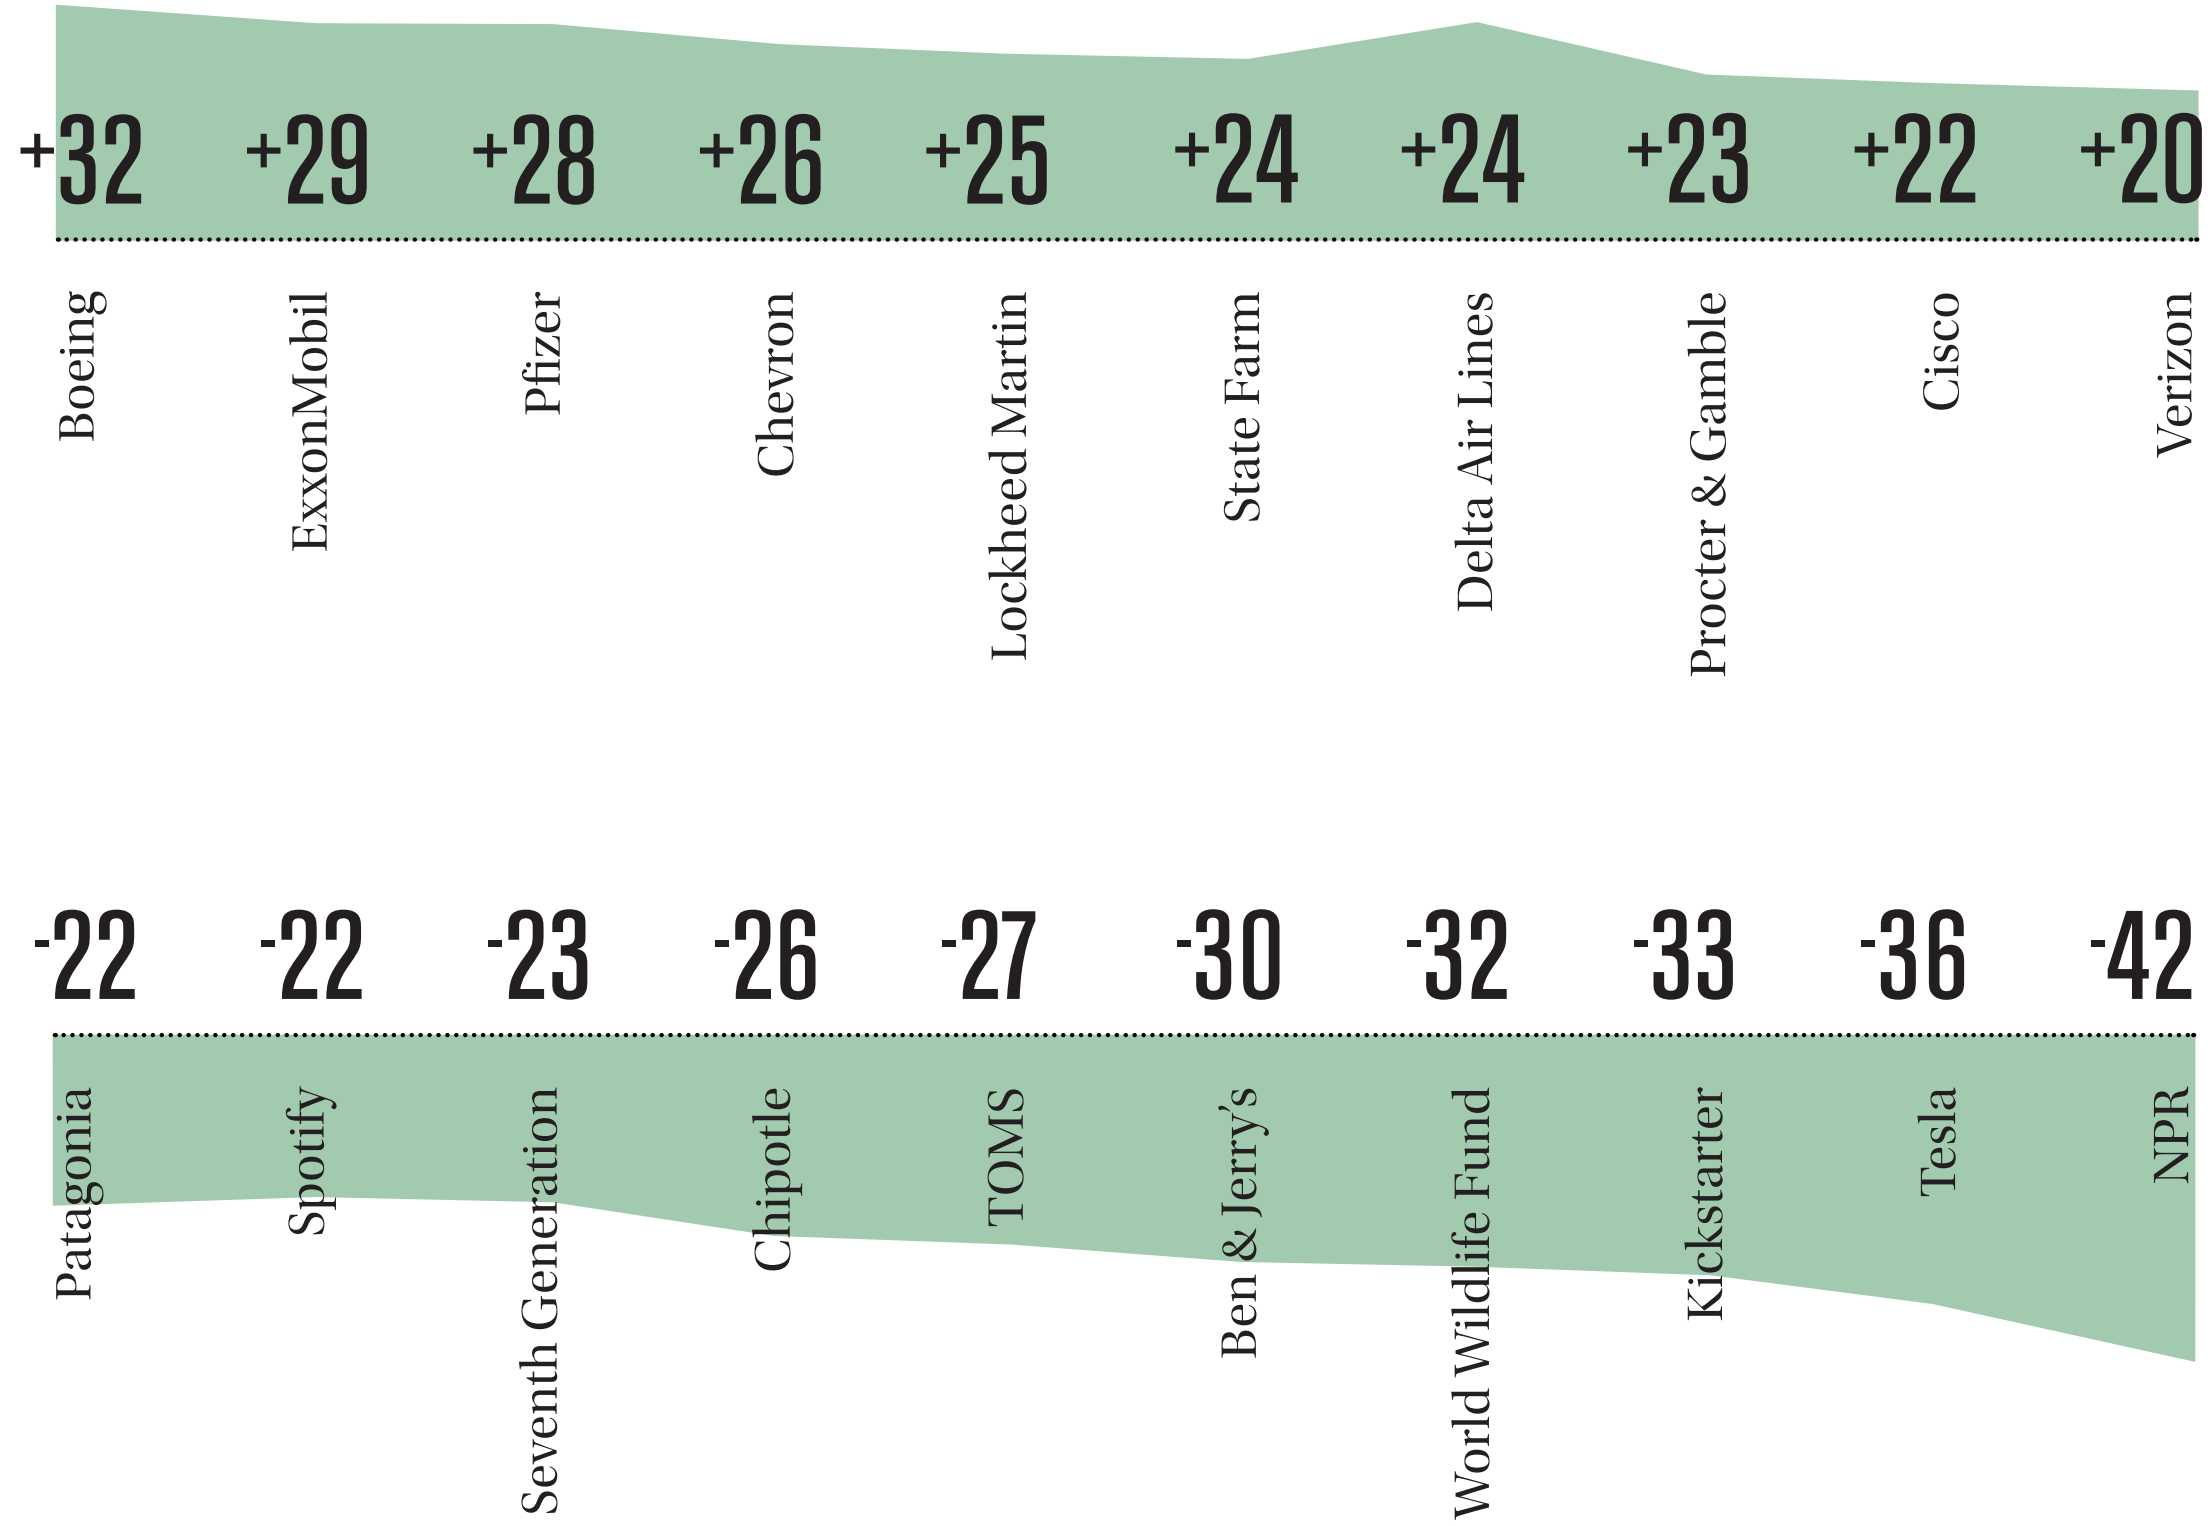 +32 +29 +28 +26 +25 +24 +24 +23 +22 +20
Boeing
ExxonMobil
Pfizer
Chevron
Lockheed Martin
State Farm
Delta Air Lines
Procter & Gamble
Cisco
Verizon
-22 -22 -23 -26 -27 -30 -32 -33 -36 -42
Patagonia
Spotify
Seventh Generation
Chipotle
TOMS
Ben & Jerry's
World Wildlife Fund
Kickstarter
Tesla
NPR